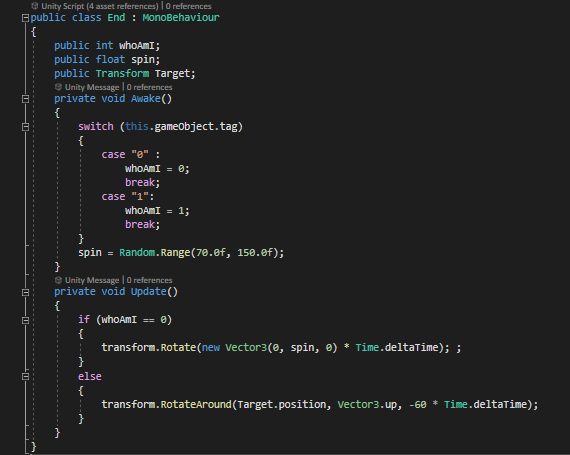 Unity Script (4 asset references) | 0 references
public class End : MonoBehaviour
{
public int whoAmI;
public float spin;
public Transform Target;
Unity Message | 0 references
private void Awake()
{
switch (this.gameObject.tag)
{
case "0" :
whoAmI = 0;
break;
case "1":
whoAmI = 1;
break;
}
spin = Random.Range(70.0f, 150.0f);
}
Unity Message | 0 references
private void Update()
{
if (whoAmI == 0)
{
transform.Rotate(new Vector3(0, spin, 0) * Time.deltaTime); ;
}
else
{
transform.RotateAround(Target.position, Vector3.up, -60 * Time.deltaTime);
}
}
}